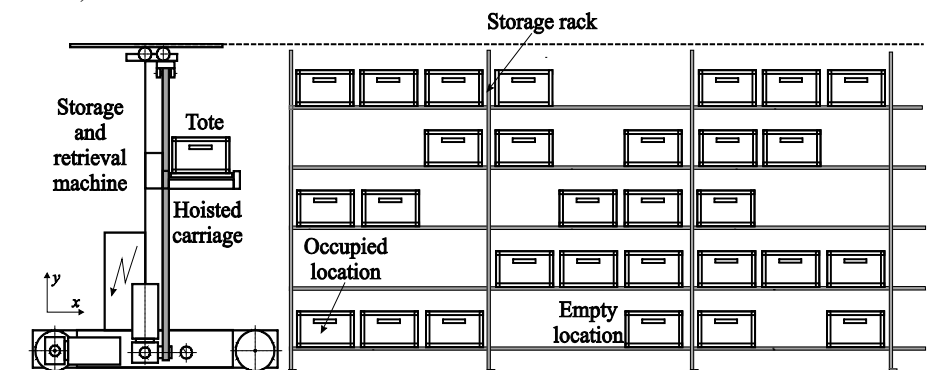 Storage rack
Storage
and
retrieval
machine
Tote
Hoisted
carriage
Occupied
location
Empty
location
y
x